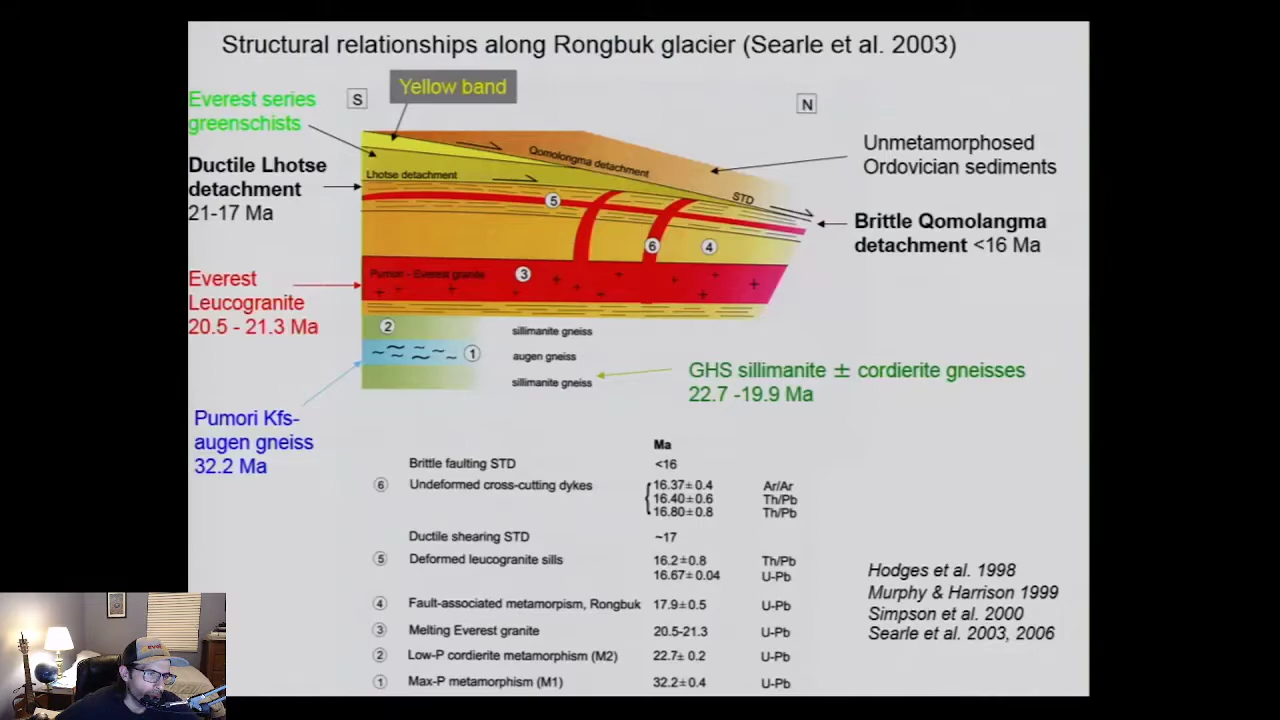 Structural relationships along Rongbuk glacier (Searle et al. 2003)
Yellow band
S
N
Everest series
greenschists
Unmetamorphosed
Ordovician sediments
Ductile Lhotse
detachment
21-17 Ma
Qomolongma detachment
Lhotse detachment
STD
Brittle Qomolangma
detachment <16 Ma
5
6
4
Everest
Leucogranite
20.5 - 21.3 Ma
Pumori - Everest granite
3
2
sillimanite gneiss
1
augen gneiss
sillimanite gneiss
GHS sillimanite ± cordierite gneisses
22.7 -19.9 Ma
Pumori Kfs-
augen gneiss
32.2 Ma
Ma
Brittle faulting STD <16
6 Undeformed cross-cutting dykes 16.37± 0.4 Ar/Ar
16.40± 0.6 Th/Pb
16.80± 0.8 Th/Pb
Ductile shearing STD ~17
5 Deformed leucogranite sills 16.2± 0.8 Th/Pb
16.67± 0.04 U-Pb
4 Fault-associated metamorpism, Rongbuk 17.9± 0.5 U-Pb
3 Melting Everest granite 20.5-21.3 U-Pb
2 Low-P cordierite metamorphism (M2) 22.7± 0.2 U-Pb
1 Max-P metamorphism (M1) 32.2± 0.4 U-Pb
Hodges et al. 1998
Murphy & Harrison 1999
Simpson et al. 2000
Searle et al. 2003, 2006